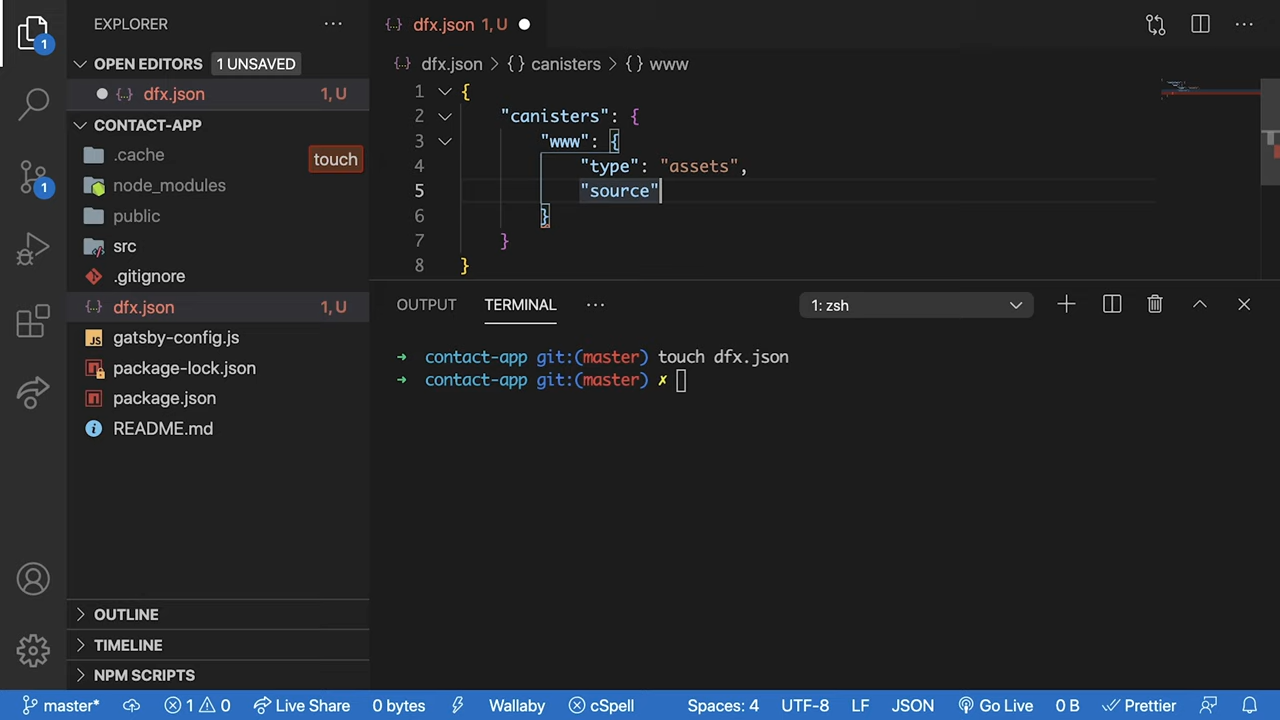 EXPLORER
OPEN EDITORS 1 UNSAVED
dfx.json 1, U
CONTACT-APP
.cache
touch
node_modules
public
src
.gitignore
dfx.json 1, U
gatsby-config.js
package-lock.json
package.json
README.md
OUTLINE
TIMELINE
NPM SCRIPTS
1
1
dfx.json 1, U
dfx.json > {} canisters > {} www
1 {
2 "canisters": {
3 "www": {
4 "type": "assets",
5 "source"
6 }
7 }
8 }
OUTPUT TERMINAL ··· 1: zsh
→ contact-app git:(master) touch dfx.json
→ contact-app git:(master) ✗
master* 1 0 Live Share 0 bytes Wallaby cSpell Spaces: 4 UTF-8 LF JSON Go Live 0 B Prettier